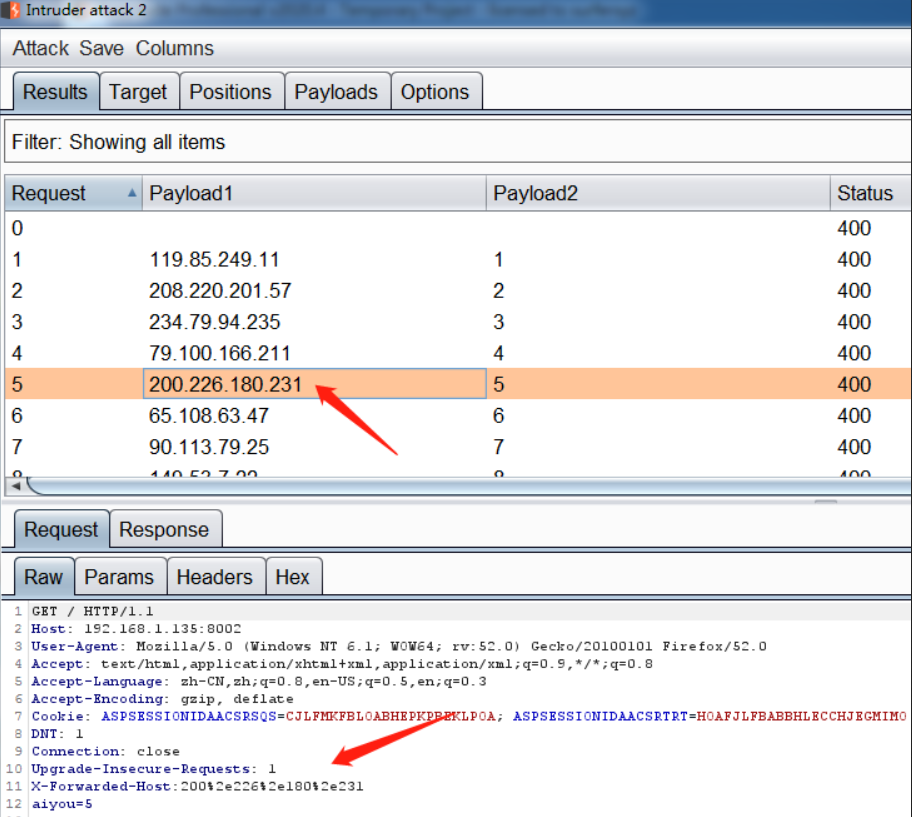 Intruder attack 2
Attack Save Columns
Results Target Positions Payloads Options
Filter: Showing all items
Request Payload1 Payload2 Status
0 400
1 119.85.249.11 1 400
2 208.220.201.57 2 400
3 234.79.94.235 3 400
4 79.100.166.211 4 400
5 200.226.180.231 5 400
6 65.108.63.47 6 400
7 90.113.79.25 7 400
Request Response
Raw Params Headers Hex
1 GET / HTTP/1.1
2 Host: 192.168.1.135:8002
3 User-Agent: Mozilla/5.0 (Windows NT 6.1; WOW64; rv:52.0) Gecko/20100101 Firefox/52.0
4 Accept: text/html,application/xhtml+xml,application/xml;q=0.9,*/*;q=0.8
5 Accept-Language: zh-CN,zh;q=0.8,en-US;q=0.5,en;q=0.3
6 Accept-Encoding: gzip, deflate
7 Cookie: ASPSESSIONIDAACSRSQS= ASPSESSIONIDAACSRTRT=HOAFJLFBABBHLECCHJEGMIMO
8 DNT: 1
9 Connection: close
10 Upgrade-Insecure-Requests: 1
11 X-Forwarded-Host:200%2e226%2e180%2e231
12 aiyou=5